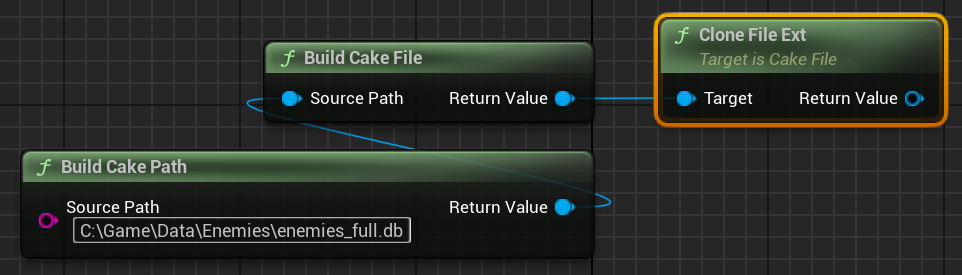 Clone File Ext
Target is Cake File
Target Return Value
Build Cake File
Source Path Return Value
Build Cake Path
Source Path Return Value
C:\Game\Data\Enemies\enemies_full.db